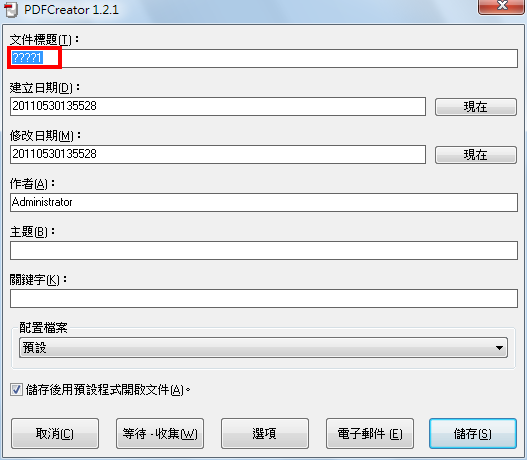 PDFCreator 1.2.1
文件標題(T)：
????1
建立日期(D)：
20110530135528
現在
修改日期(M)：
20110530135528
現在
作者(A)：
Administrator
主題(B)：
關鍵字(K)：
配置檔案
預設
儲存後用預設程式開啟文件(A)。
取消(C)
等待 - 收集(W)
選項
電子郵件 (E)
儲存(S)